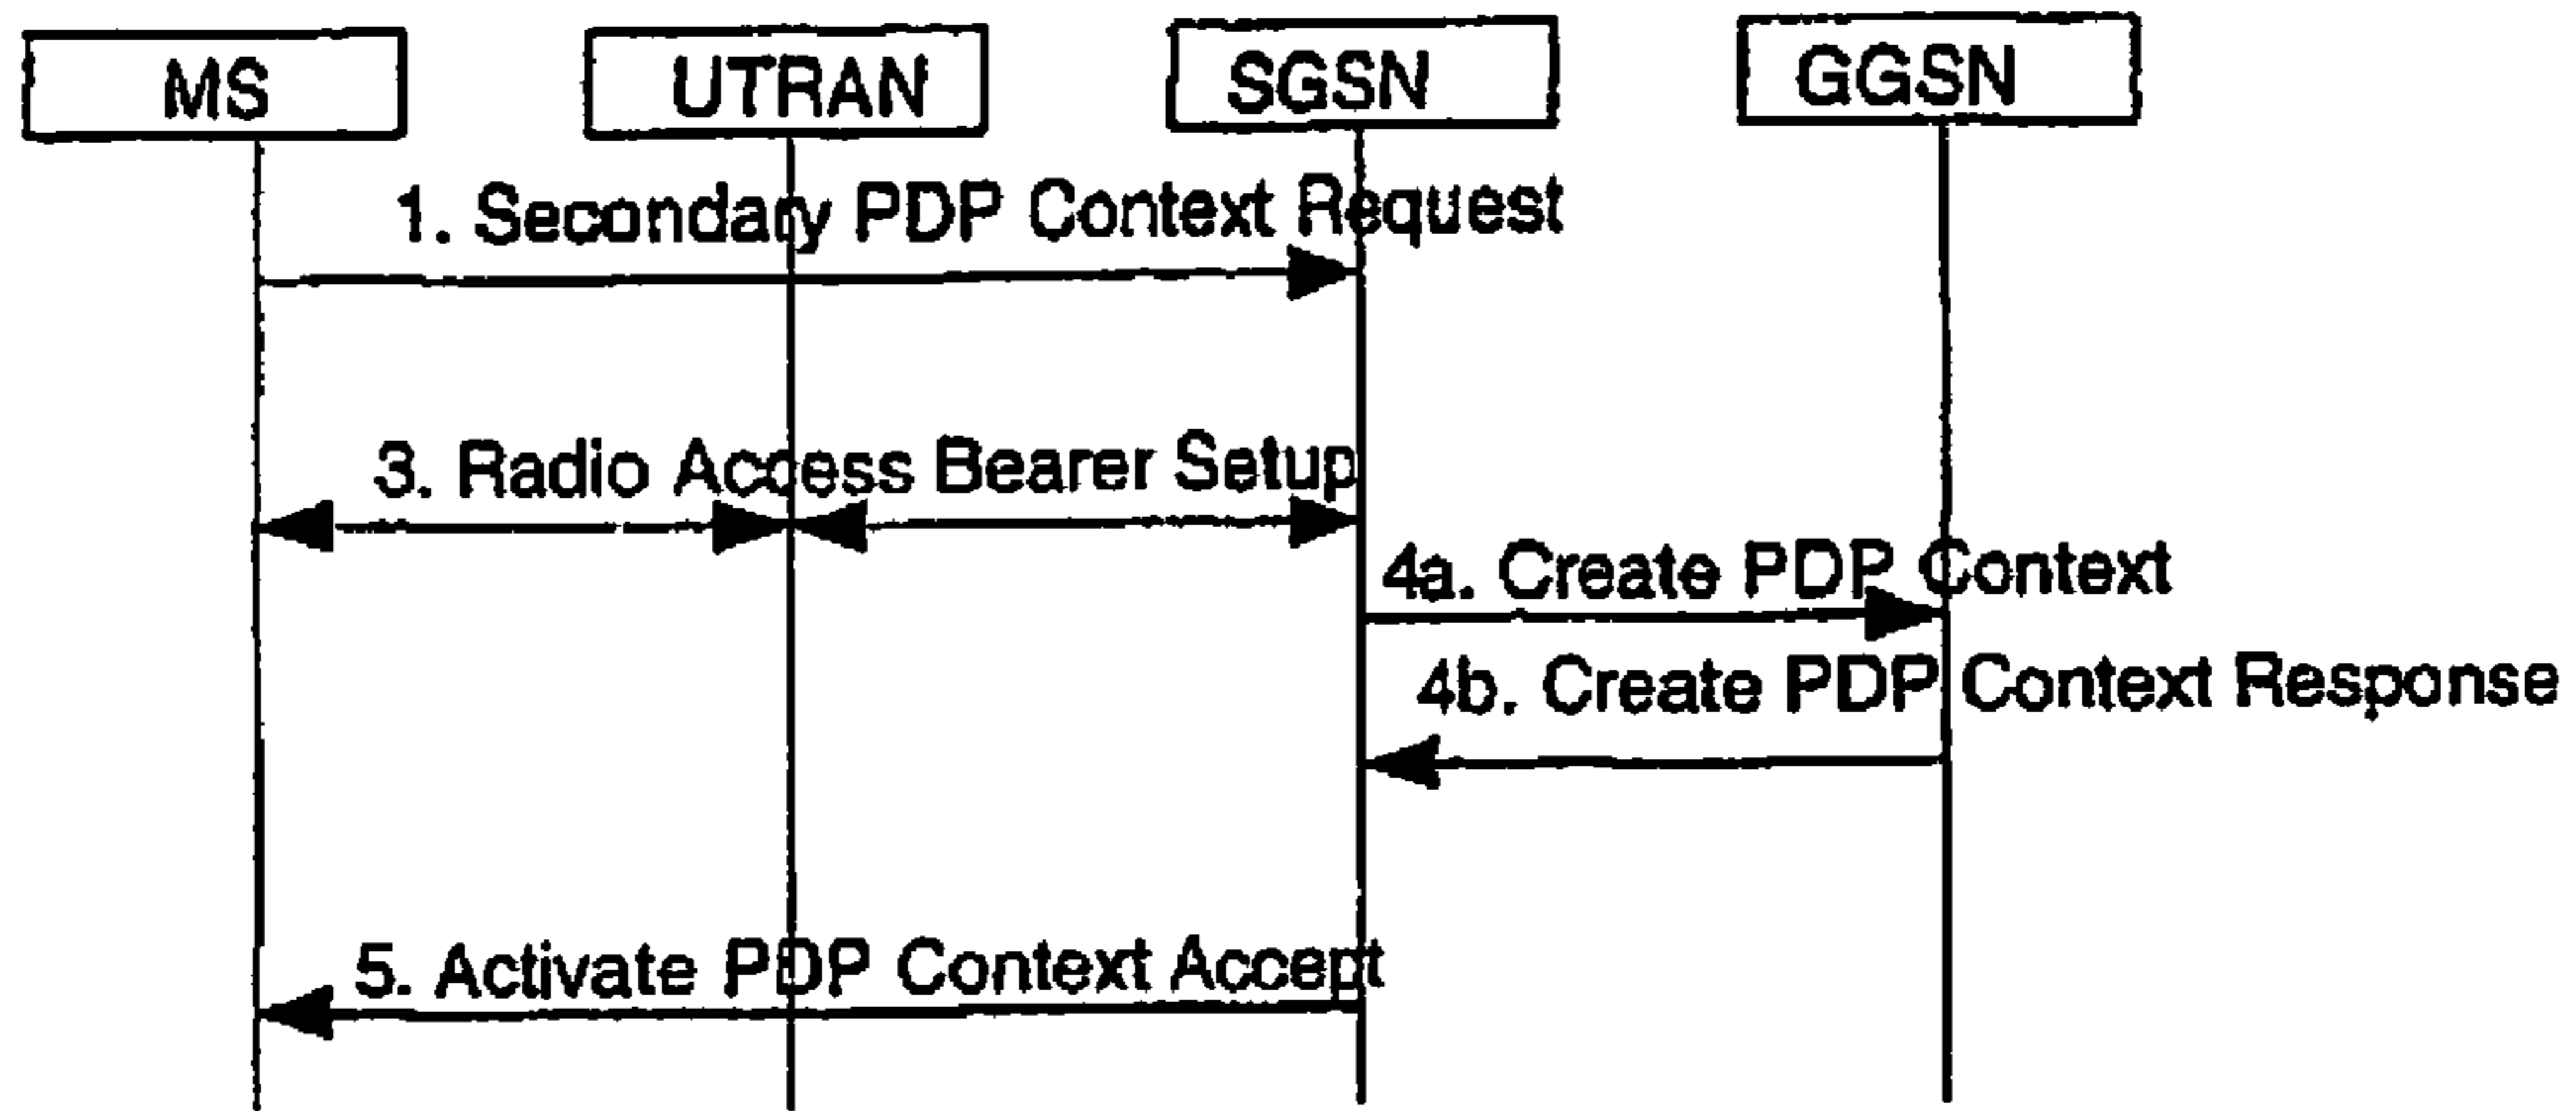 MS
UTRAN
SGSN
GGSN
1. Secondary PDP Context Request
3. Radio Access Bearer Setup
4a. Create PDP Context
4b. Create PDP Context Response
5. Activate PDP Context Accept